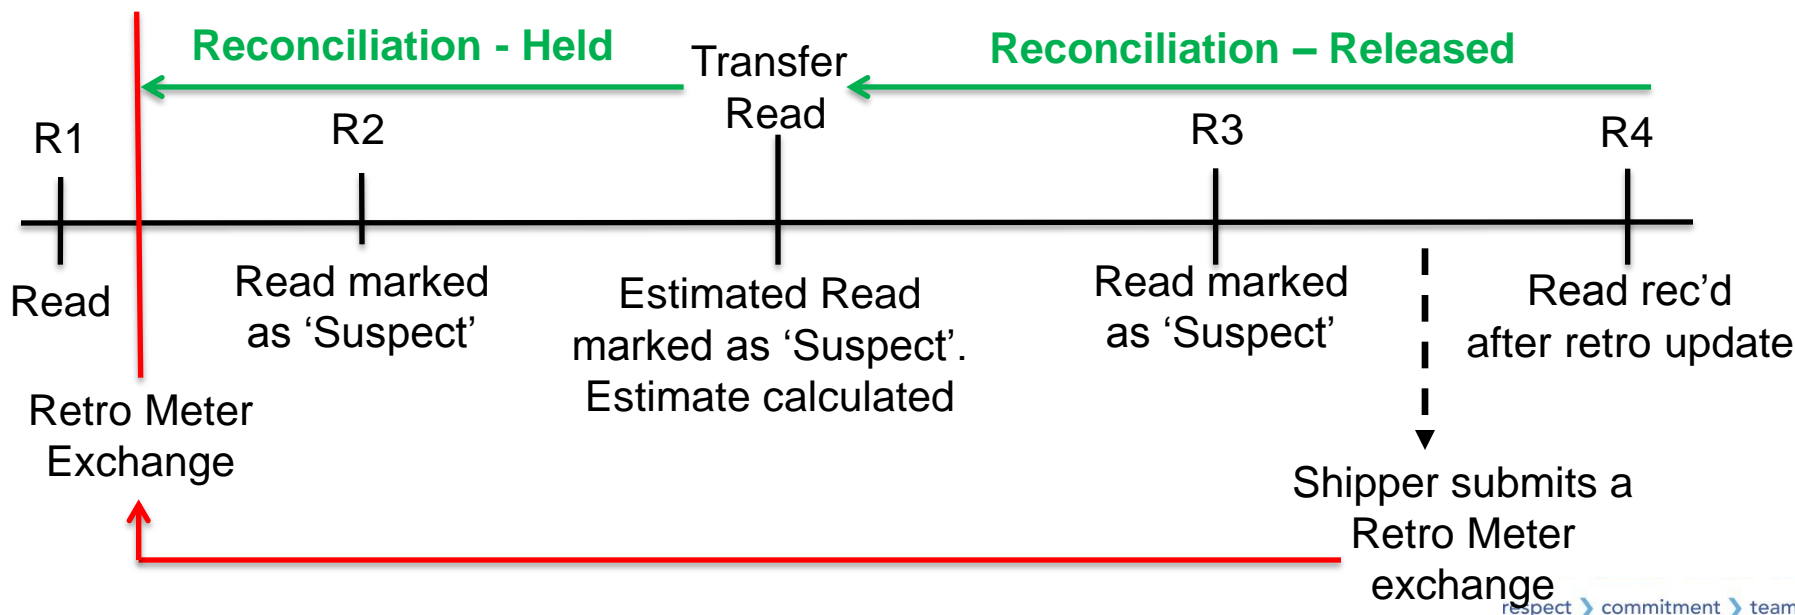 Reconciliation - Held
Transfer
Read
Reconciliation – Released
R1
R2
R3
R4
Read
Read marked
as ‘Suspect’
Estimated Read
marked as ‘Suspect’.
Estimate calculated
Read marked
as ‘Suspect’
Read rec’d
after retro update
Retro Meter
Exchange
Shipper submits a
Retro Meter
exchange
respect ❯ commitment ❯ team